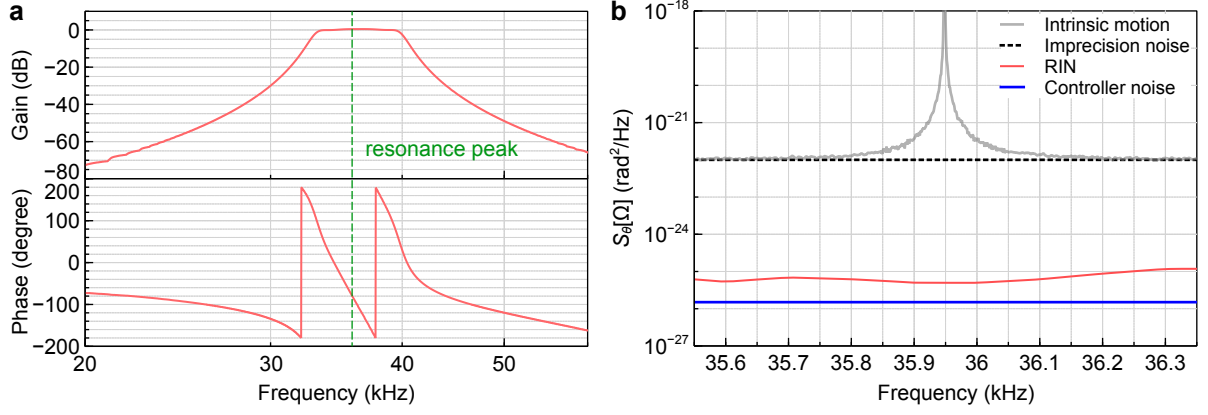 a
Gain (dB)
0
−20
−40
−60
−80
resonance peak
Phase (degree)
200
100
0
−100
−200
20
30
40
50
Frequency (kHz)
b
S_θ[Ω] (rad²/Hz)
10⁻¹⁸
10⁻²¹
10⁻²⁴
10⁻²⁷
Intrinsic motion
Imprecision noise
RIN
Controller noise
35.6
35.7
35.8
35.9
36
36.1
36.2
36.3
Frequency (kHz)